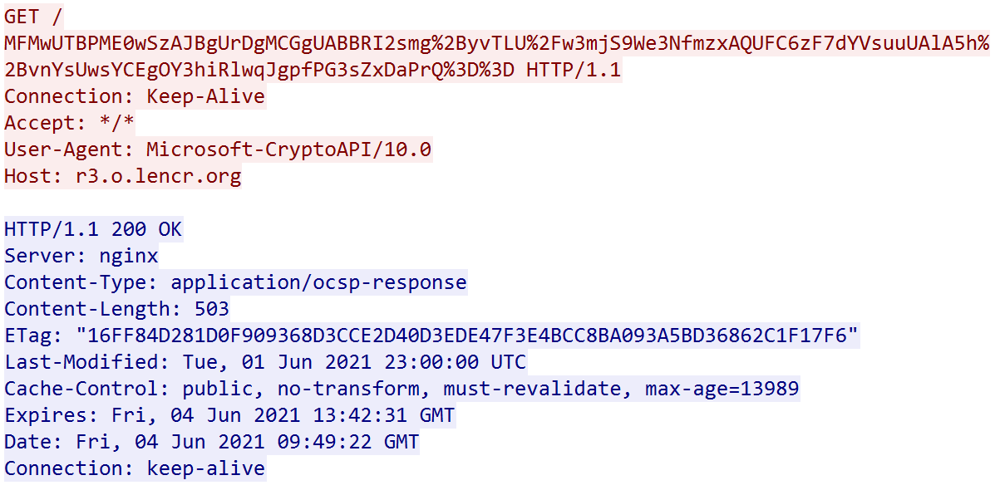 GET /
MFMwUTBPME0wSzAJBgUrDgMCGgUABBRI2smg%2ByvTLU%2Fw3mjS9We3NfmzxAQUFC6zF7dYVsuuUAlA5h%
2BvnYsUwsYCEgOY3hiRlwqJgpfPG3sZxDaPrQ%3D%3D HTTP/1.1
Connection: Keep-Alive
Accept: */*
User-Agent: Microsoft-CryptoAPI/10.0
Host: r3.o.lencr.org
HTTP/1.1 200 OK
Server: nginx
Content-Type: application/ocsp-response
Content-Length: 503
ETag: "16FF84D281D0F909368D3CCE2D40D3EDE47F3E4BCC8BA093A5BD36862C1F17F6"
Last-Modified: Tue, 01 Jun 2021 23:00:00 UTC
Cache-Control: public, no-transform, must-revalidate, max-age=13989
Expires: Fri, 04 Jun 2021 13:42:31 GMT
Date: Fri, 04 Jun 2021 09:49:22 GMT
Connection: keep-alive